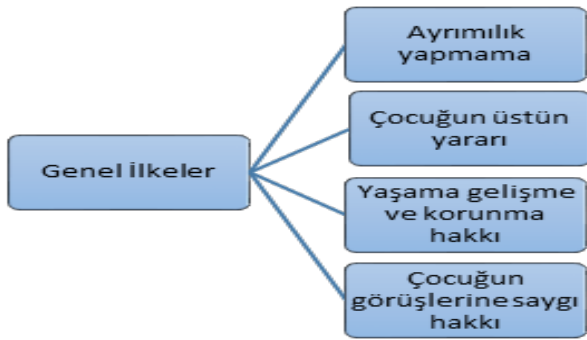 Genel İlkeler
Ayrımılık
yapmama
Çocuğun üstün
yararı
Yaşama gelişme
ve korunma
hakkı
Çocuğun
görüşlerine saygı
hakkı